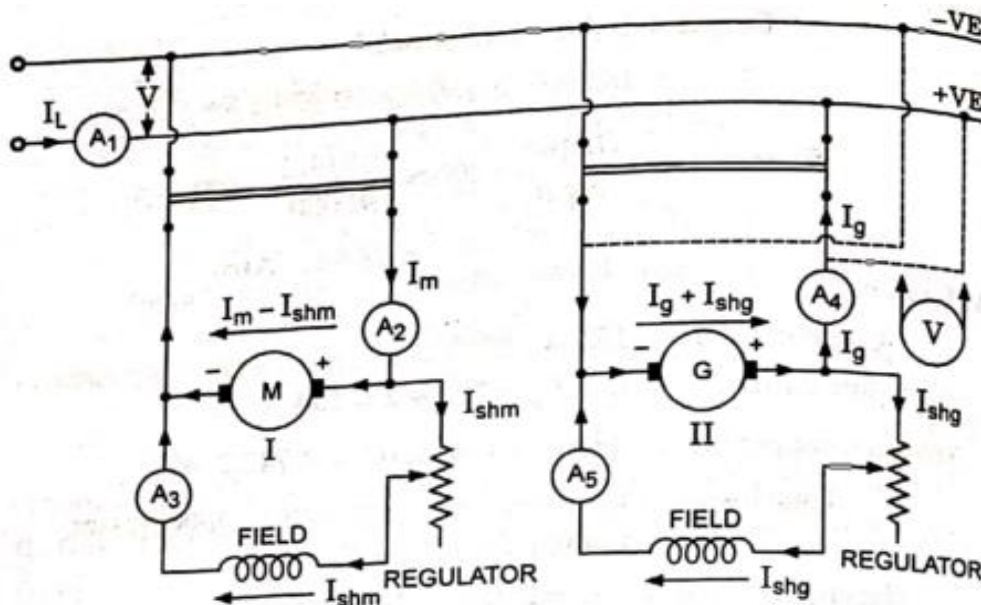 −VE
V
+VE
I_L
A₁
I_g
I_m
I_m − I_shm
A₂
I_g + I_shg
A₄
V
− M +
I_shm
− G +
I_g
I_shg
I
II
A₃
A₅
FIELD
REGULATOR
I_shm
FIELD
REGULATOR
I_shg